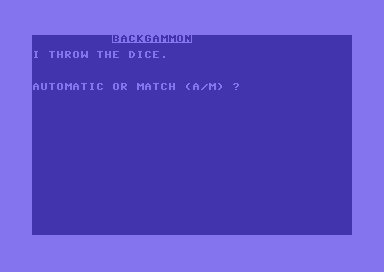 BACKGAMMON
I THROW THE DICE.
AUTOMATIC OR MATCH (A/M) ?